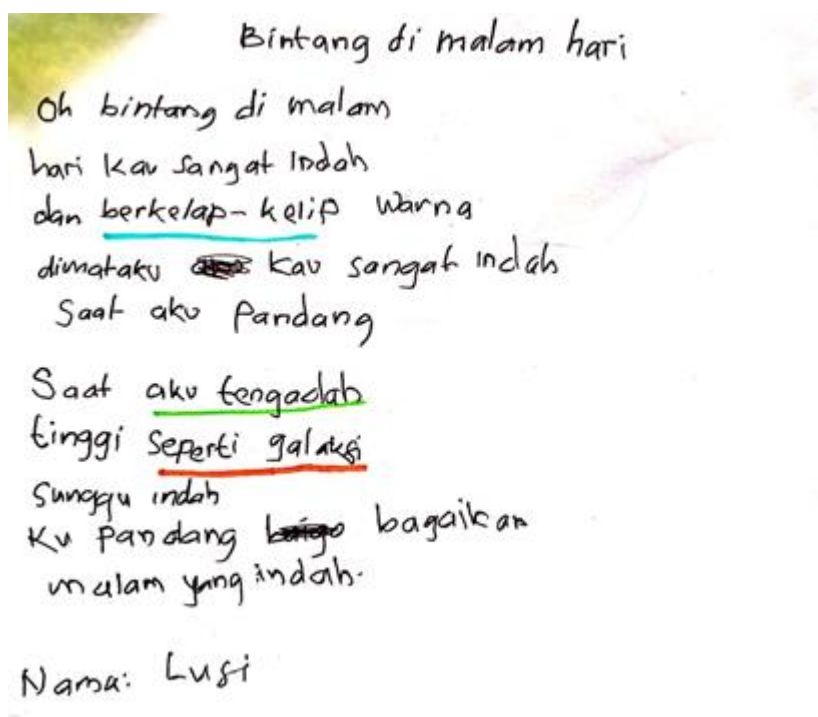 Bintang di malam hari
Oh bintang di malam
hari kau sangat indah
dan berkelap-kelip warna
dimataku kau sangat indah
Saat aku Pandang
Saat aku tengadah
tinggi seperti galaksi
Sunggu indah
Ku Pandang bagaikan
malam yang indah.
Nama: Lusi